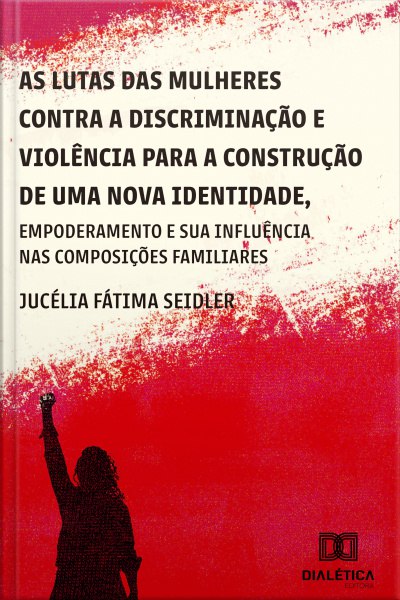 AS LUTAS DAS MULHERES
CONTRA A DISCRIMINAÇÃO E
VIOLÊNCIA PARA A CONSTRUÇÃO
DE UMA NOVA IDENTIDADE,
EMPODERAMENTO E SUA INFLUÊNCIA
NAS COMPOSIÇÕES FAMILIARES
JUCÉLIA FÁTIMA SEIDLER
DIALÉTICA
EDITORA